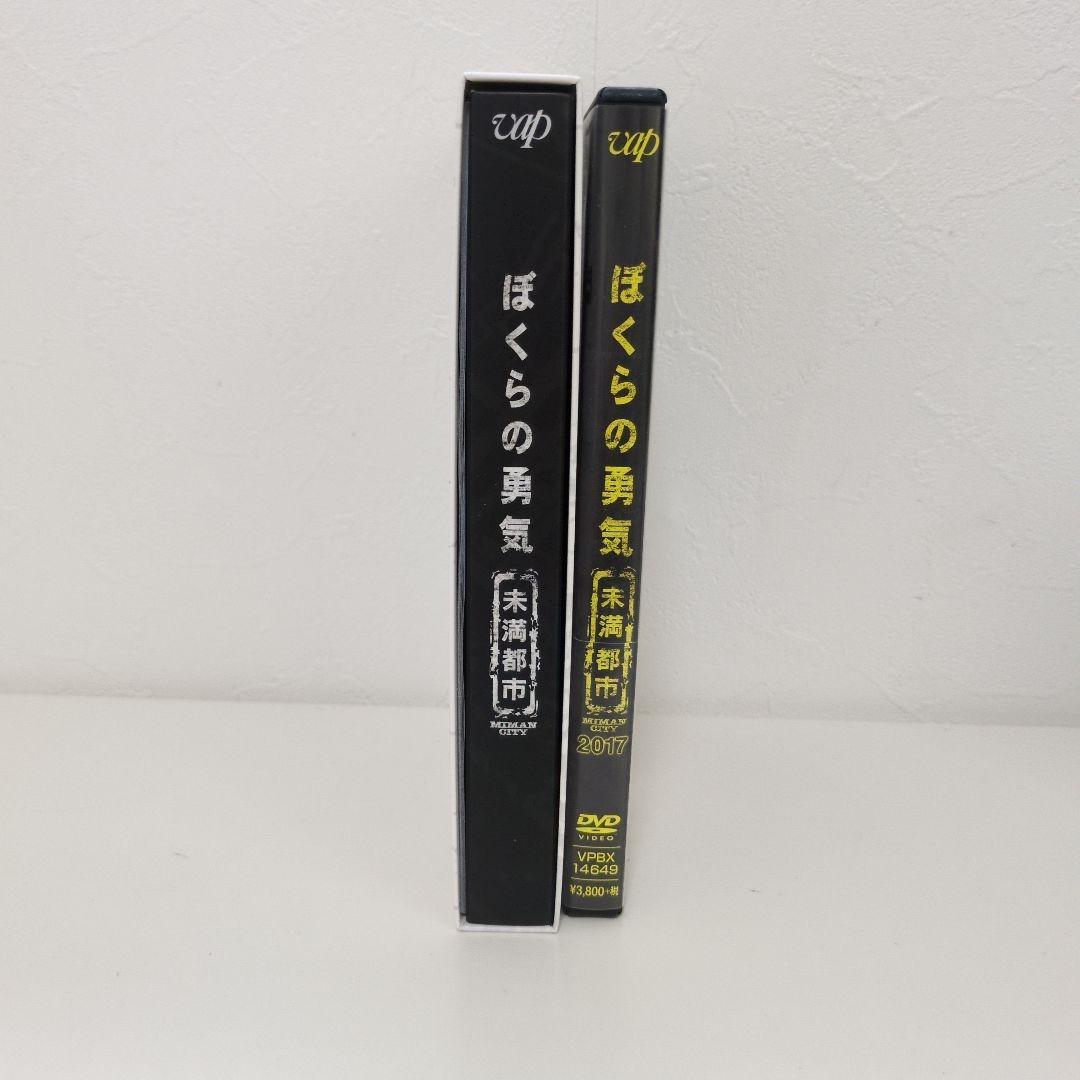 vap
ぼくらの勇気
未満都市
MIMAN
CITY
vap
ぼくらの勇気
未満都市
MIMAN
CITY
2017
DVD
VIDEO
VPBX
14649
¥3,800+税